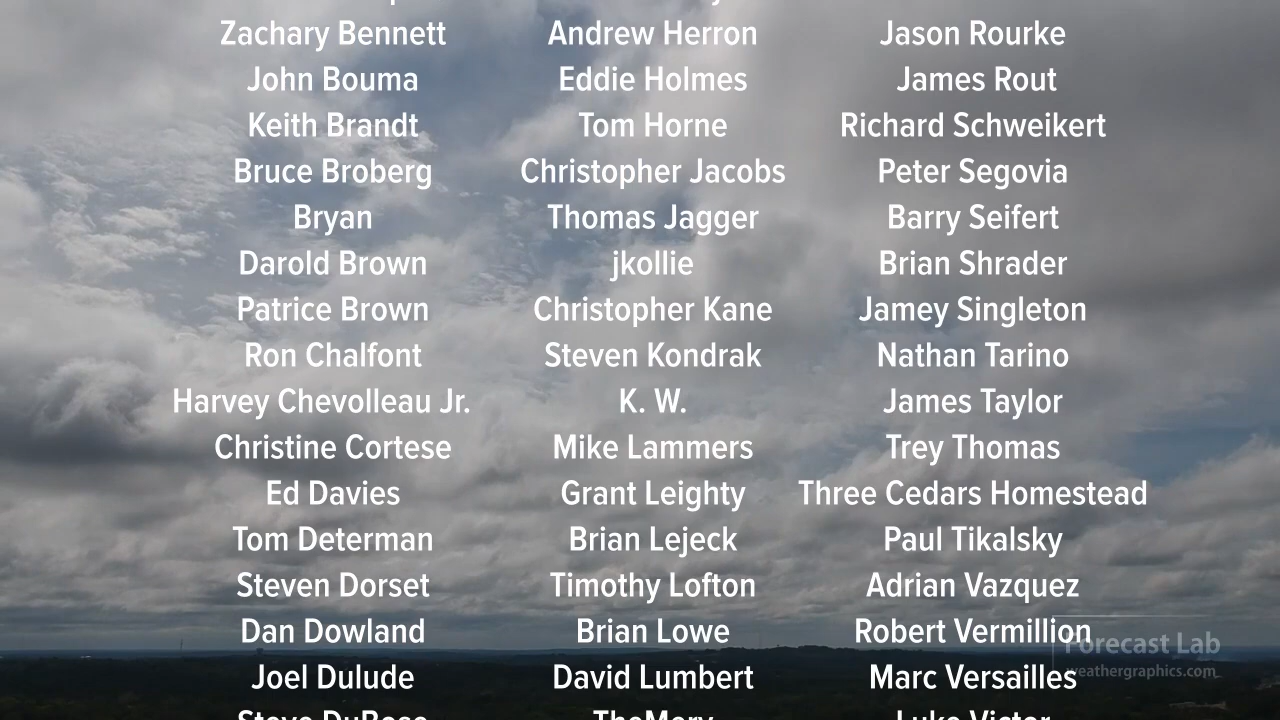 Zachary Bennett
John Bouma
Keith Brandt
Bruce Broberg
Bryan
Darold Brown
Patrice Brown
Ron Chalfont
Harvey Chevolleau Jr.
Christine Cortese
Ed Davies
Tom Determan
Steven Dorset
Dan Dowland
Joel Dulude
Steve DuBose
Andrew Herron
Eddie Holmes
Tom Horne
Christopher Jacobs
Thomas Jagger
jkollie
Christopher Kane
Steven Kondrak
K. W.
Mike Lammers
Grant Leighty
Brian Lejeck
Timothy Lofton
Brian Lowe
David Lumbert
Jason Rourke
James Rout
Richard Schweikert
Peter Segovia
Barry Seifert
Brian Shrader
Jamey Singleton
Nathan Tarino
James Taylor
Trey Thomas
Three Cedars Homestead
Paul Tikalsky
Adrian Vazquez
Robert Vermillion
Marc Versailles
Luke Victor
Forecast Lab
weathergraphics.com